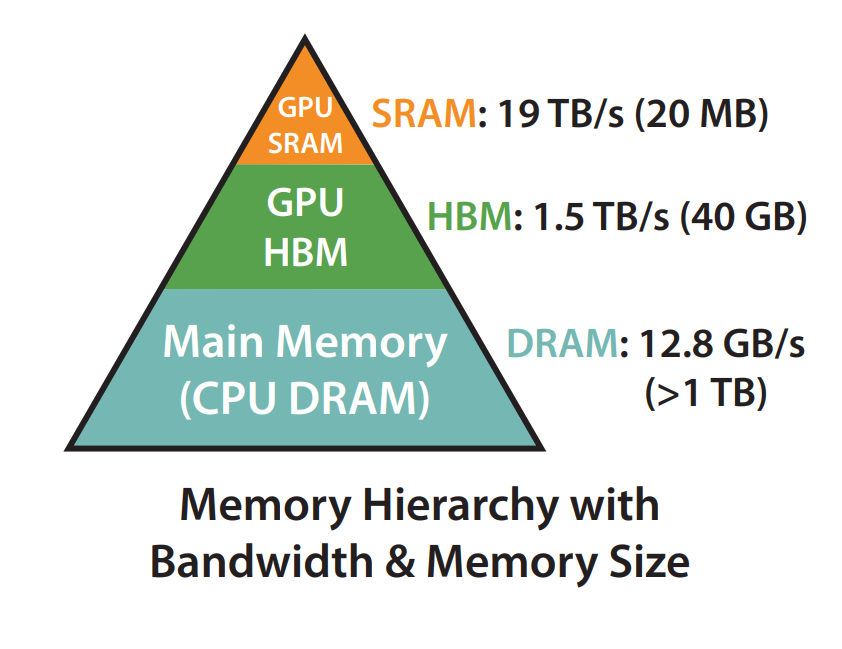 GPU
SRAM
SRAM: 19 TB/s (20 MB)
GPU
HBM
HBM: 1.5 TB/s (40 GB)
Main Memory
(CPU DRAM)
DRAM: 12.8 GB/s
(>1 TB)
Memory Hierarchy with
Bandwidth & Memory Size